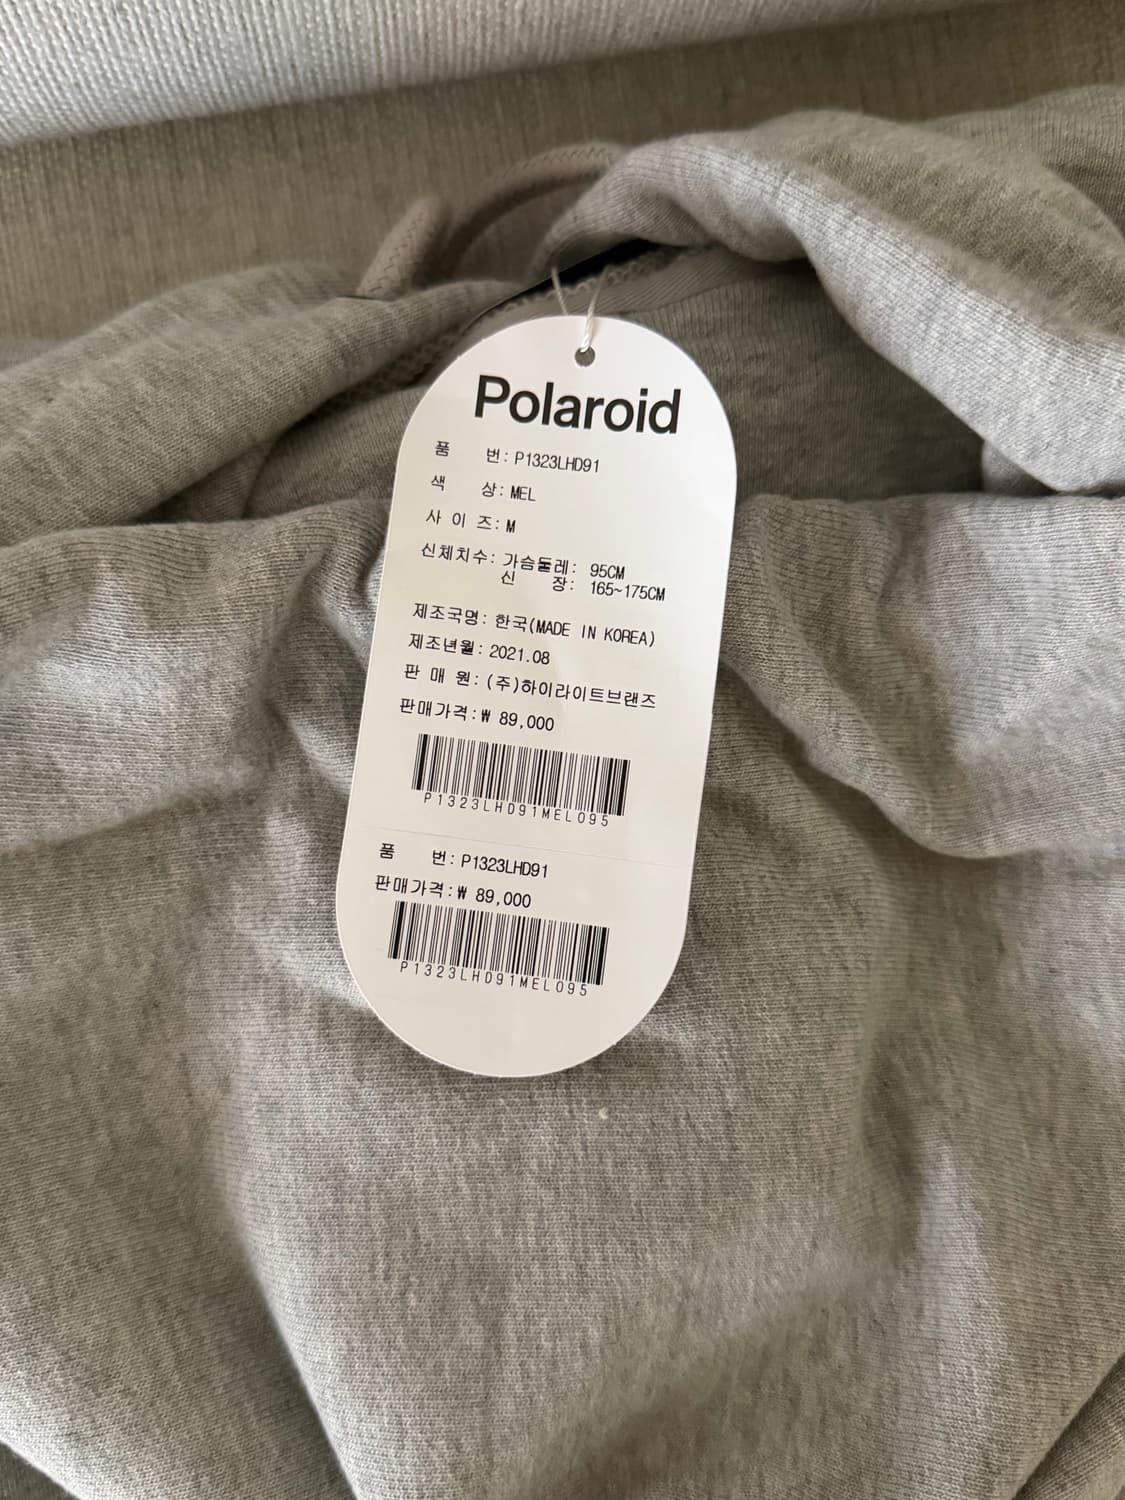 Polaroid
품 번: P1323LHD91
색 상: MEL
사 이 즈: M
신체치수: 가슴둘레: 95CM
신 장: 165~175CM
제조국명: 한국(MADE IN KOREA)
제조년월: 2021.08
판 매 원: (주)하이라이트브랜즈
판매가격:₩ 89,000
P1323LHD91MEL095
품 번: P1323LHD91
판매가격:₩ 89,000
P1323LHD91MEL095